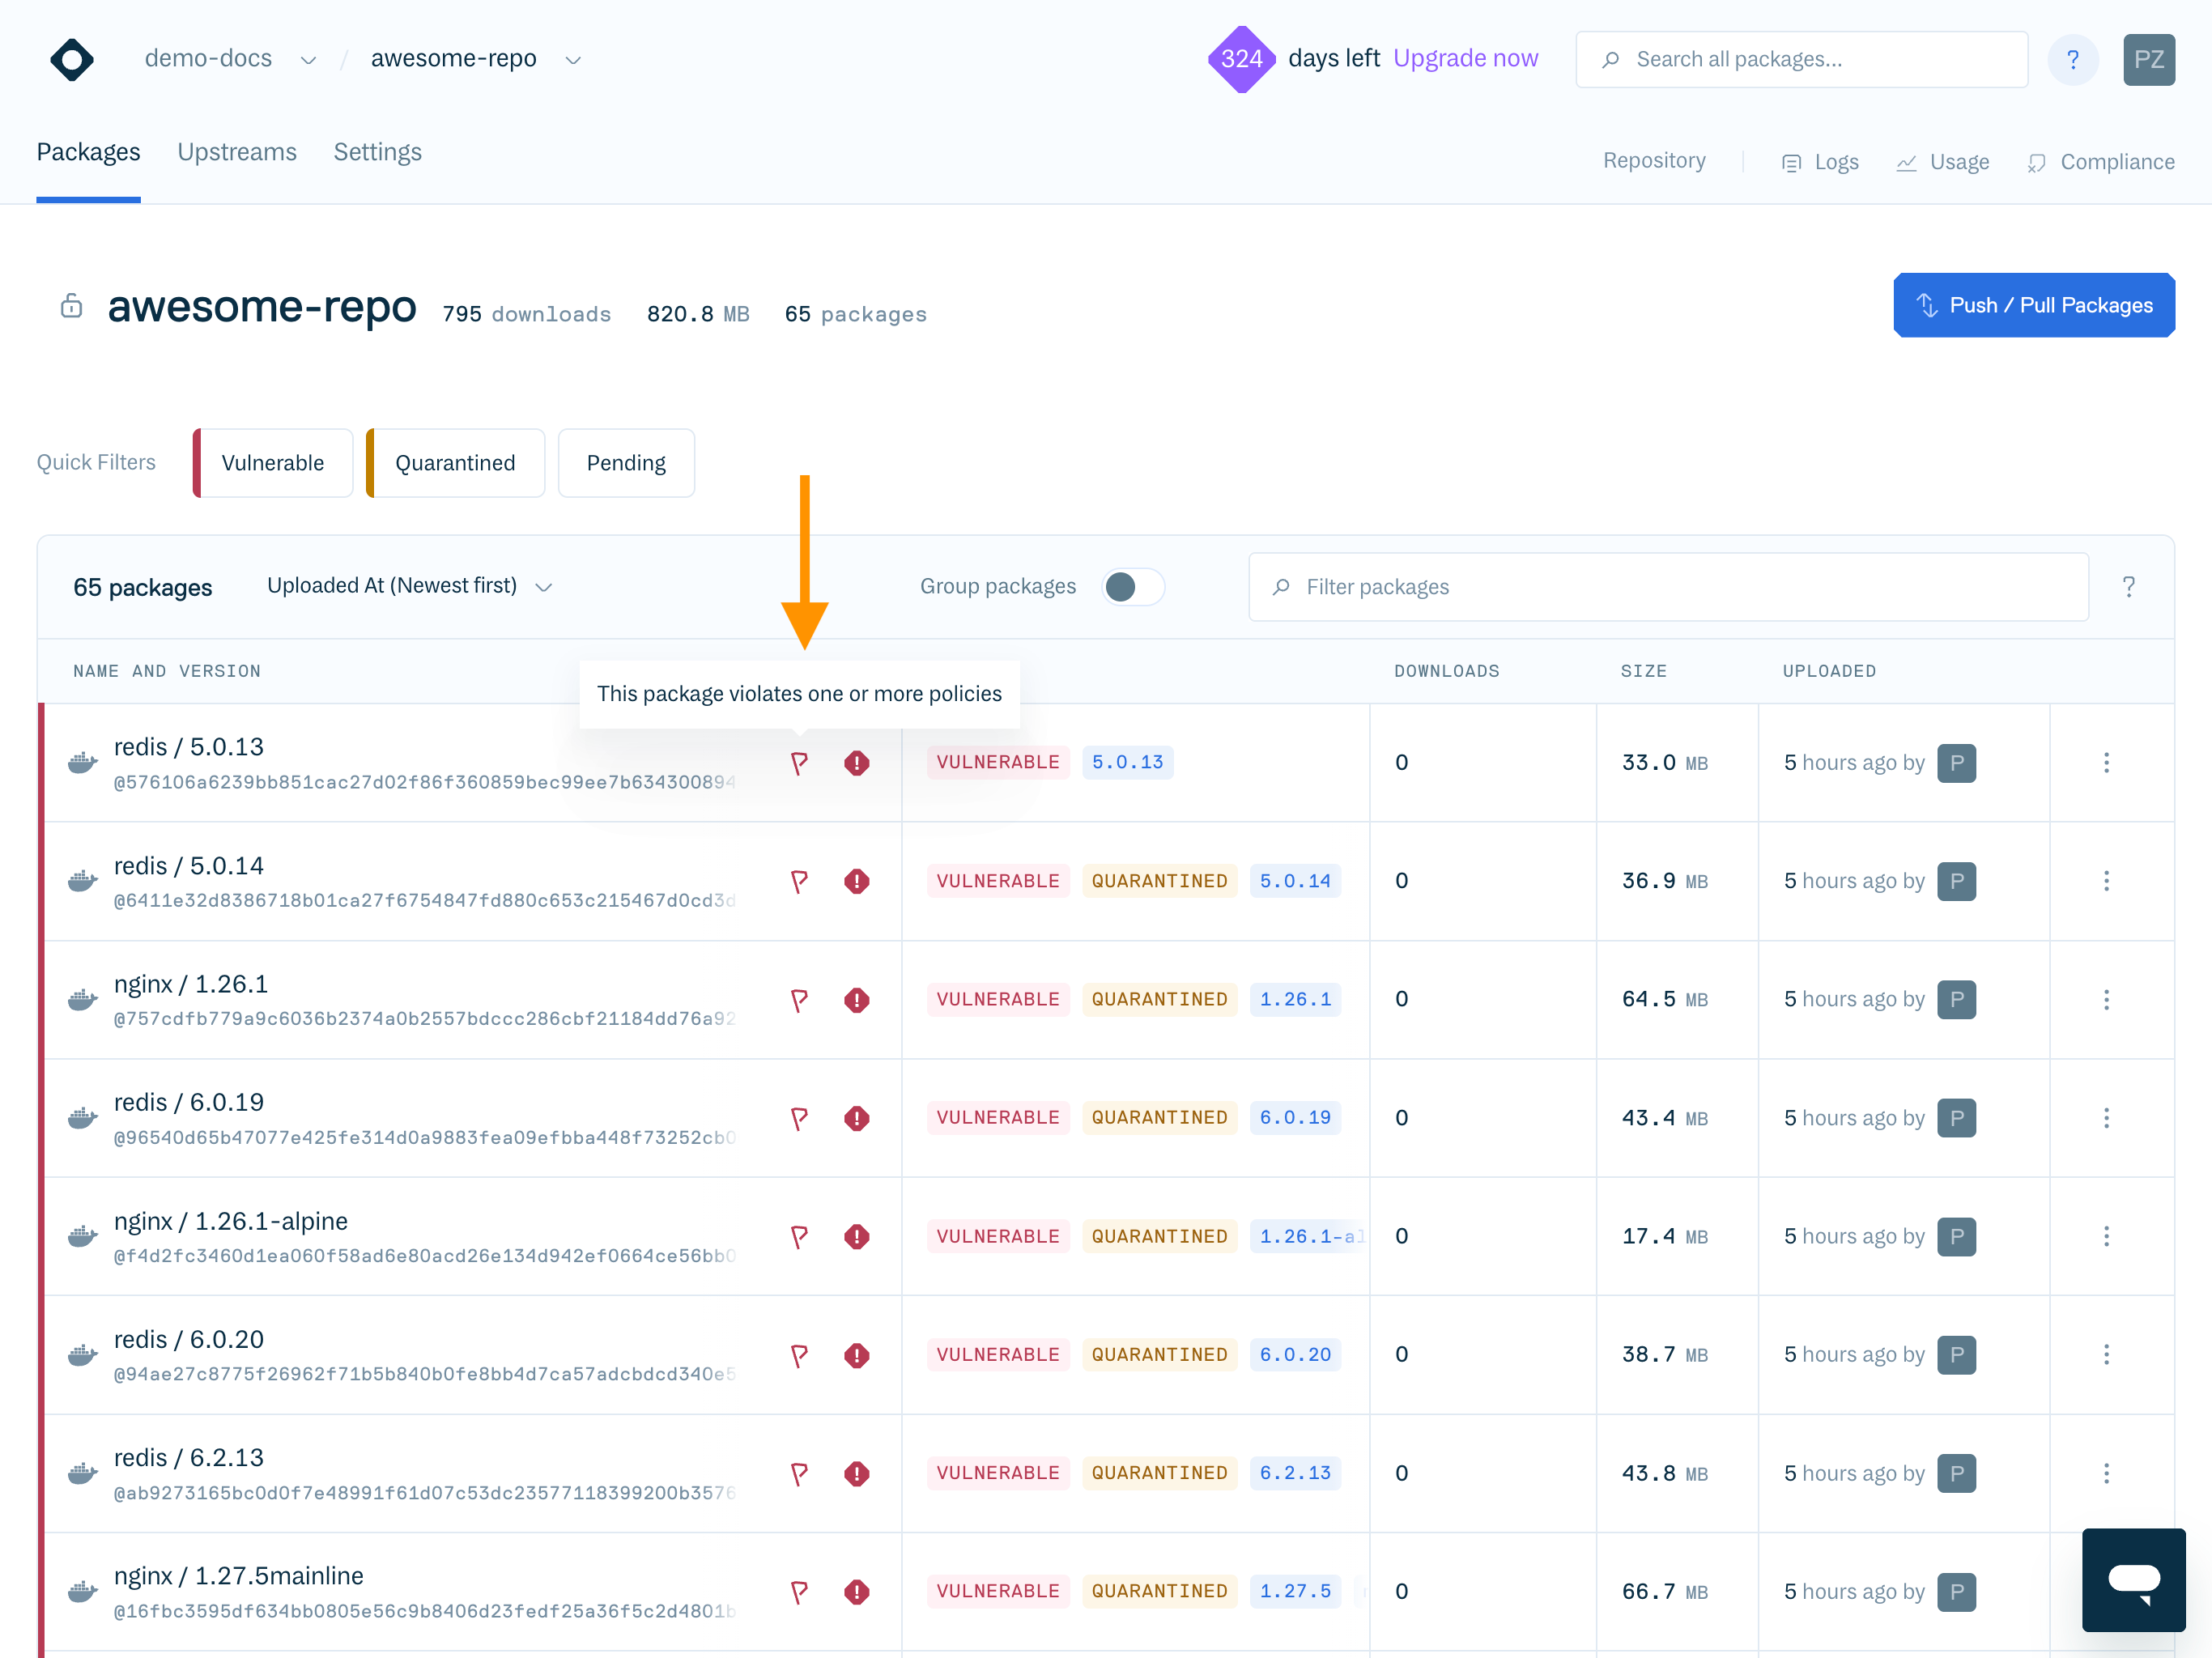 demo-docs / awesome-repo
324 days left Upgrade now
Search all packages...
?
PZ
Packages Upstreams Settings
Repository Logs Usage Compliance
awesome-repo 795 downloads 820.8 MB 65 packages
Push / Pull Packages
Quick Filters Vulnerable Quarantined Pending
65 packages Uploaded At (Newest first) Group packages Filter packages ?
NAME AND VERSION DOWNLOADS SIZE UPLOADED
This package violates one or more policies
redis / 5.0.13
@576106a6239bb851cac27d02f86f360859bec99ee7b634300894
VULNERABLE 5.0.13 0 33.0 MB 5 hours ago by P
redis / 5.0.14
@6411e32d8386718b01ca27f6754847fd880c653c215467d0cd3d
VULNERABLE QUARANTINED 5.0.14 0 36.9 MB 5 hours ago by P
nginx / 1.26.1
@757cdfb779a9c6036b2374a0b2557bdccc286cbf21184dd76a92
VULNERABLE QUARANTINED 1.26.1 0 64.5 MB 5 hours ago by P
redis / 6.0.19
@96540d65b47077e425fe314d0a9883fea09efbba448f73252cb0
VULNERABLE QUARANTINED 6.0.19 0 43.4 MB 5 hours ago by P
nginx / 1.26.1-alpine
@f4d2fc3460d1ea060f58ad6e80acd26e134d942ef0664ce56bb0
VULNERABLE QUARANTINED 1.26.1-al 0 17.4 MB 5 hours ago by P
redis / 6.0.20
@94ae27c8775f26962f71b5b840b0fe8bb4d7ca57adcbdcd340e5
VULNERABLE QUARANTINED 6.0.20 0 38.7 MB 5 hours ago by P
redis / 6.2.13
@ab9273165bc0d0f7e48991f61d07c53dc23577118399200b3576
VULNERABLE QUARANTINED 6.2.13 0 43.8 MB 5 hours ago by P
nginx / 1.27.5mainline
@16fbc3595df634bb0805e56c9b8406d23fedf25a36f5c2d4801b
VULNERABLE QUARANTINED 1.27.5 0 66.7 MB 5 hours ago by P